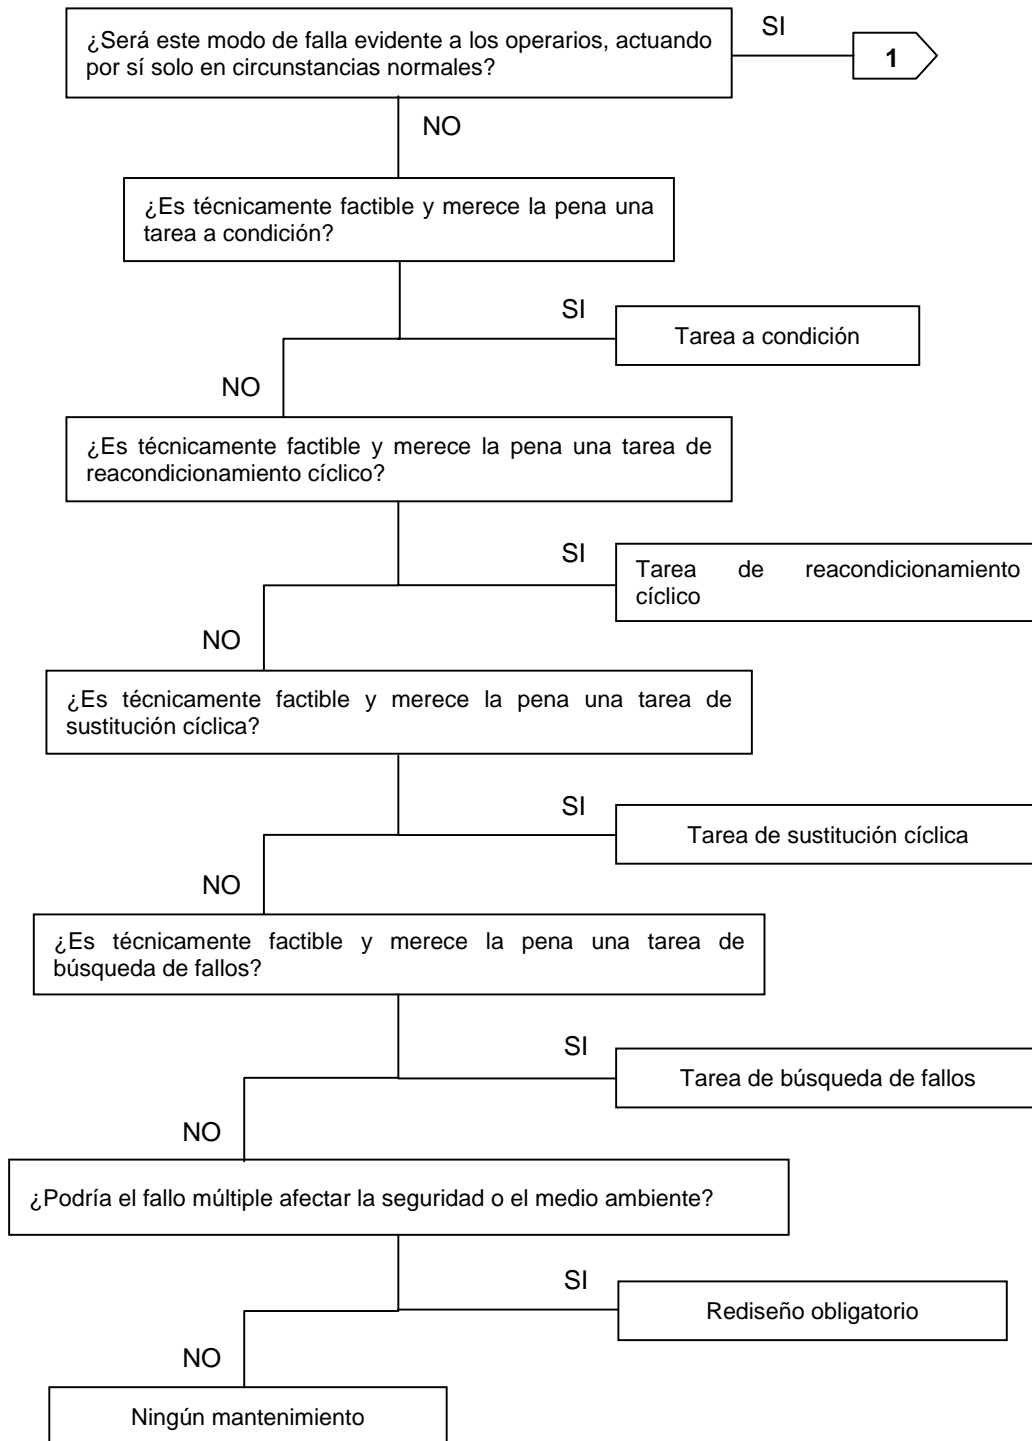 ¿Será este modo de falla evidente a los operarios, actuando
por sí solo en circunstancias normales?
SI
1
NO
¿Es técnicamente factible y merece la pena una
tarea a condición?
SI
Tarea a condición
NO
¿Es técnicamente factible y merece la pena una tarea de
reacondicionamiento cíclico?
SI
Tarea de reacondicionamiento
cíclico
NO
¿Es técnicamente factible y merece la pena una tarea de
sustitución cíclica?
SI
Tarea de sustitución cíclica
NO
¿Es técnicamente factible y merece la pena una tarea de
búsqueda de fallos?
SI
Tarea de búsqueda de fallos
NO
¿Podría el fallo múltiple afectar la seguridad o el medio ambiente?
SI
Rediseño obligatorio
NO
Ningún mantenimiento